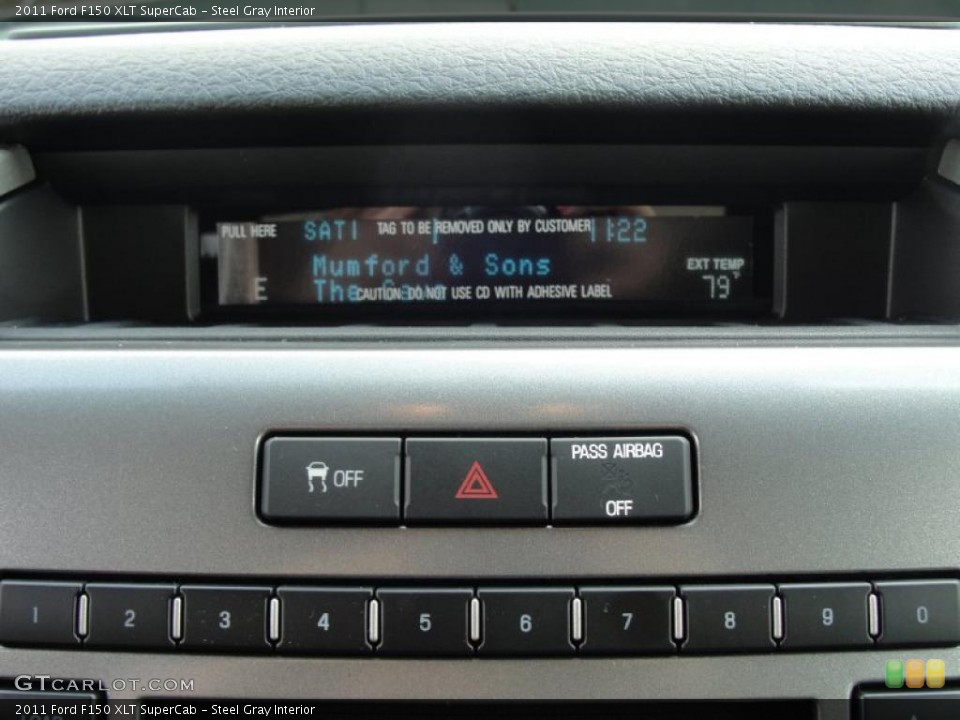 2011 Ford F150 XLT SuperCab - Steel Gray Interior
PULL HERE SAT1 TAG TO BE REMOVED ONLY BY CUSTOMER 11:22
Mumford & Sons EXT TEMP
E The CAUTION: DO NOT USE CD WITH ADHESIVE LABEL 79°F
OFF PASS AIRBAG OFF
1 2 3 4 5 6 7 8 9 0
GTCARLOT.COM
2011 Ford F150 XLT SuperCab - Steel Gray Interior